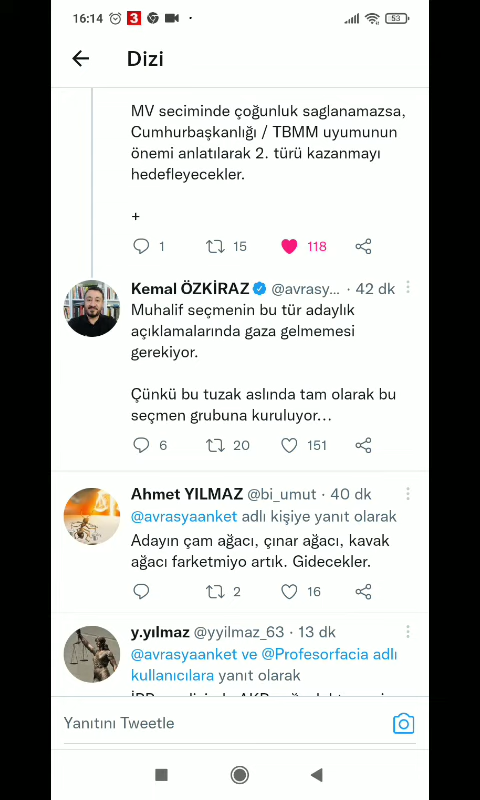 16:14 3 53
Dizi
MV seciminde çoğunluk saglanamazsa,
Cumhurbaşkanlığı / TBMM uyumunun
önemi anlatılarak 2. türü kazanmayı
hedefleyecekler.
+
1 15 118
Kemal ÖZKİRAZ @avrasy... · 42 dk
Muhalif seçmenin bu tür adaylık
açıklamalarında gaza gelmemesi
gerekiyor.
Çünkü bu tuzak aslında tam olarak bu
seçmen grubuna kuruluyor...
6 20 151
Ahmet YILMAZ @bi_umut · 40 dk
@avrasyaanket adlı kişiye yanıt olarak
Adayın çam ağacı, çınar ağacı, kavak
ağacı farketmiyo artık. Gidecekler.
2 16
y.yılmaz @yyilmaz_63 · 13 dk
@avrasyaanket ve @Profesorfacia adlı
kullanıcılara yanıt olarak
Yanıtını Tweetle